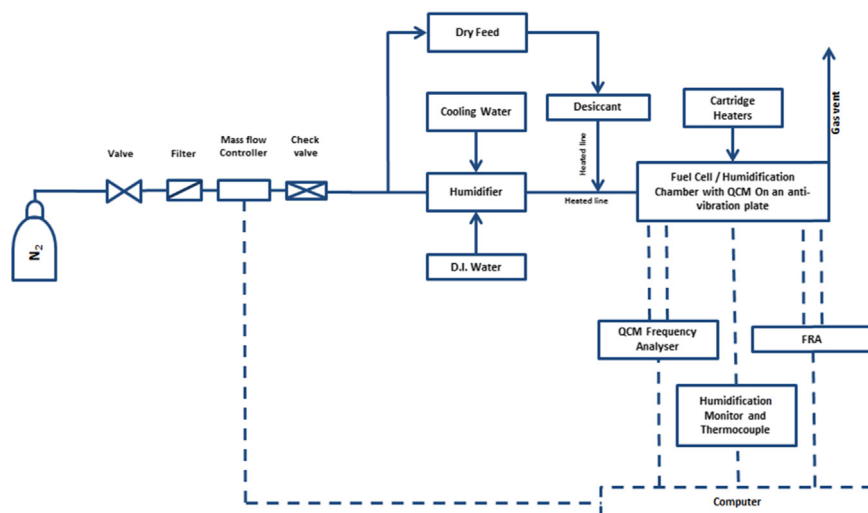 Dry Feed
Gas vent
Cooling Water
Desiccant
Cartridge
Heaters
Valve
Filter
Mass flow
Controller
Check
valve
Heated line
Humidifier
Heated line
Fuel Cell / Humidification
Chamber with QCM On an anti-
vibration plate
N2
D.I. Water
QCM Frequency
Analyser
FRA
Humidification
Monitor and
Thermocouple
Computer